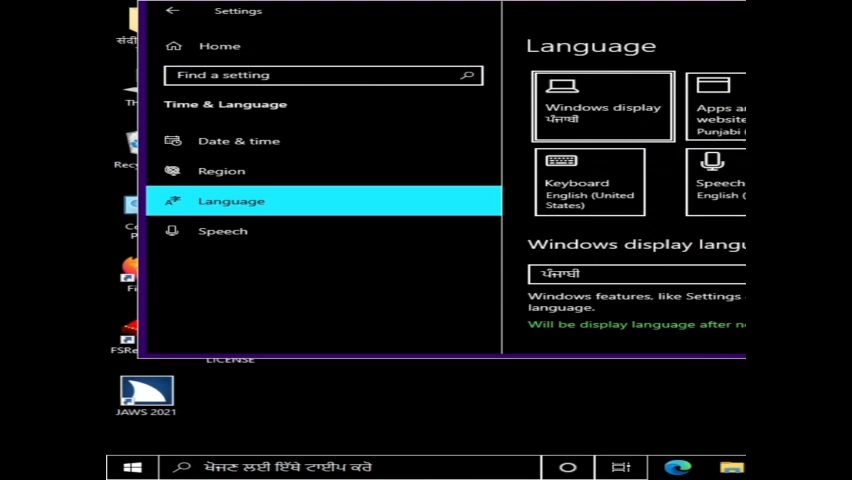 Settings
Home
Find a setting
Time & Language
Date & time
Region
Language
Speech
Language
Windows display
ਪੰਜਾਬੀ
Apps
website
Punjabi (
Keyboard
English (United
States)
Speech
English (
Windows display
ਪੰਜਾਬੀ
Windows features, like Settings
language.
Will be display language after
LICENSE
JAWS 2021
ਖੋਜਣ ਲਈ ਇੱਥੇ ਟਾਈਪ ਕਰੋ